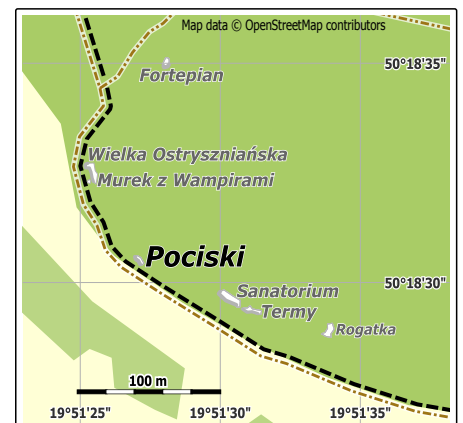 Map data © OpenStreetMap contributors
50°18'35"
Fortepian
Wielka Ostryszniańska
Murek z Wampirami
Pociski
50°18'30"
Sanatorium
Termy
Rogatka
100 m
19°51'25"
19°51'30"
19°51'35"